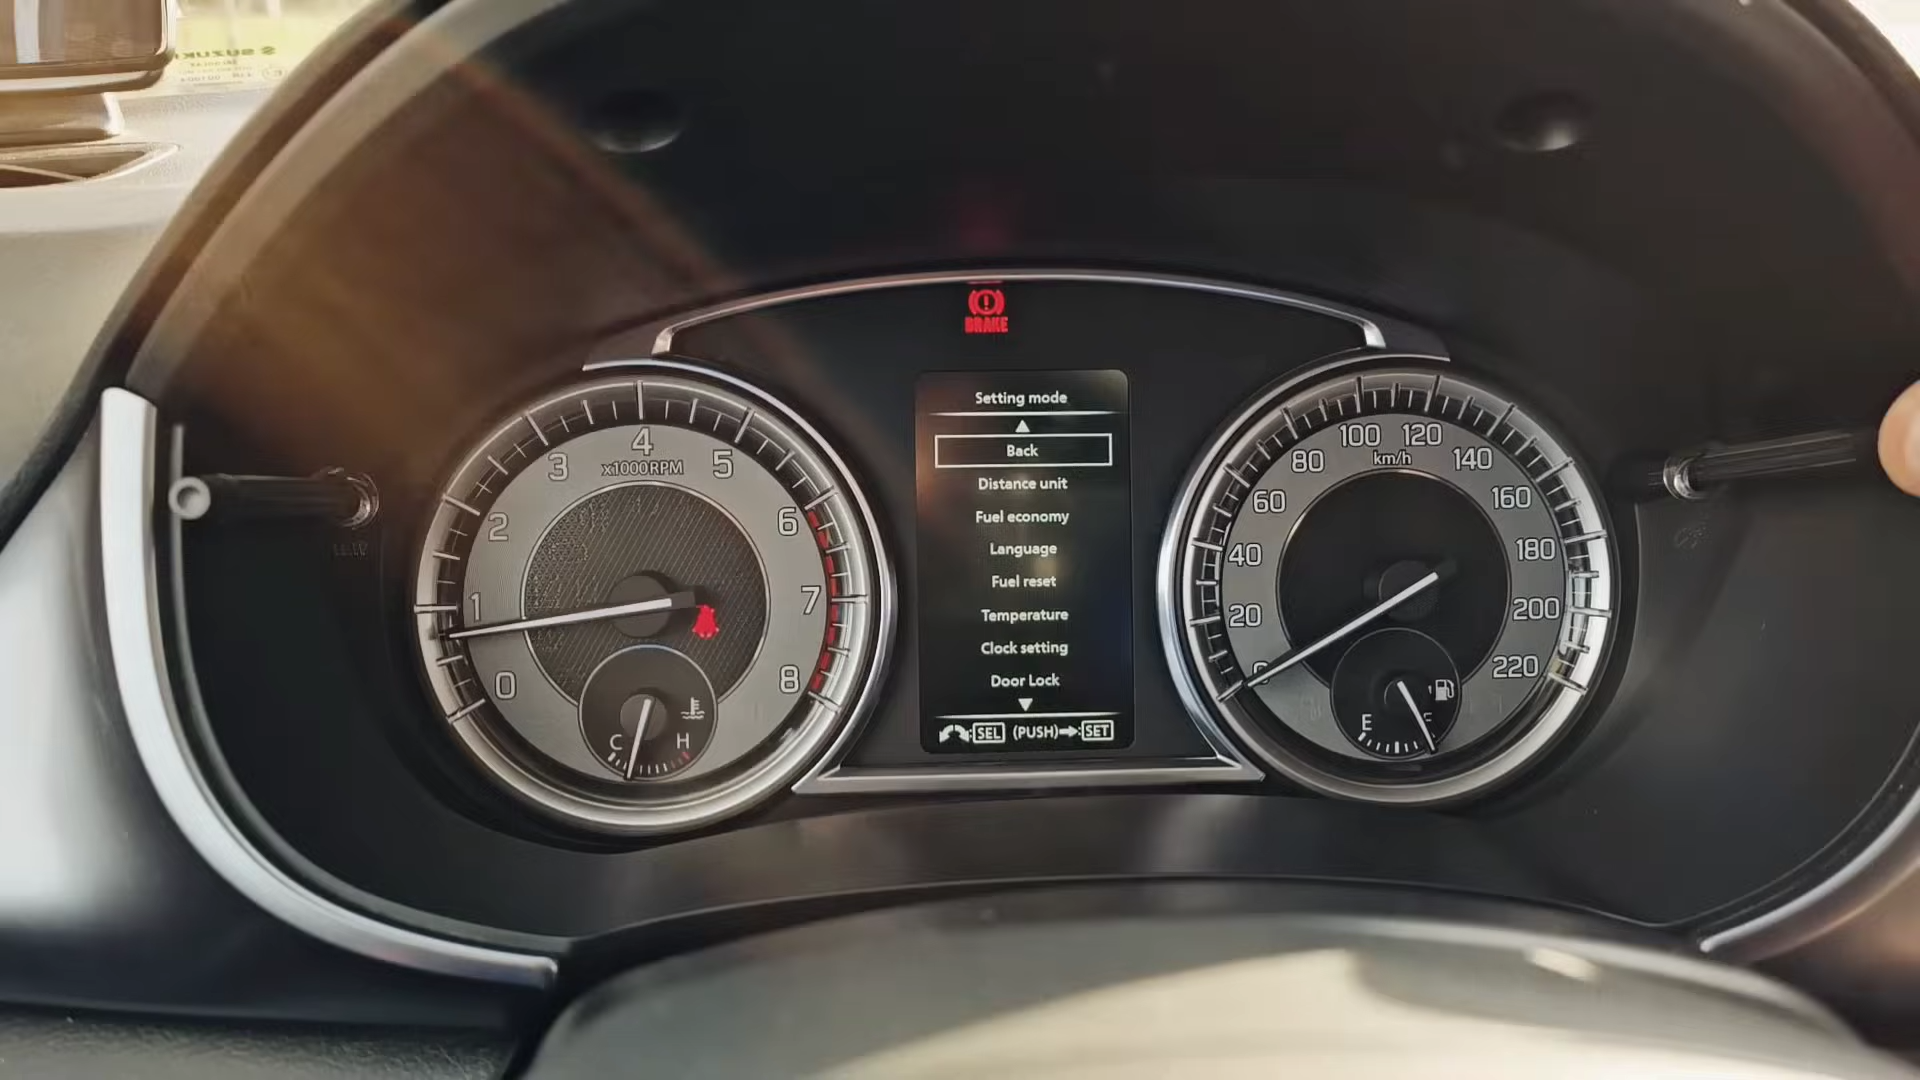 SUZUKI
BRAKE
Setting mode
Back
Distance unit
Fuel economy
Language
Fuel reset
Temperature
Clock setting
Door Lock
SEL (PUSH) SET
0
1
2
3
4
5
6
7
8
x1000RPM
C
H
0
20
40
60
80
100
120
140
160
180
200
220
km/h
E
F